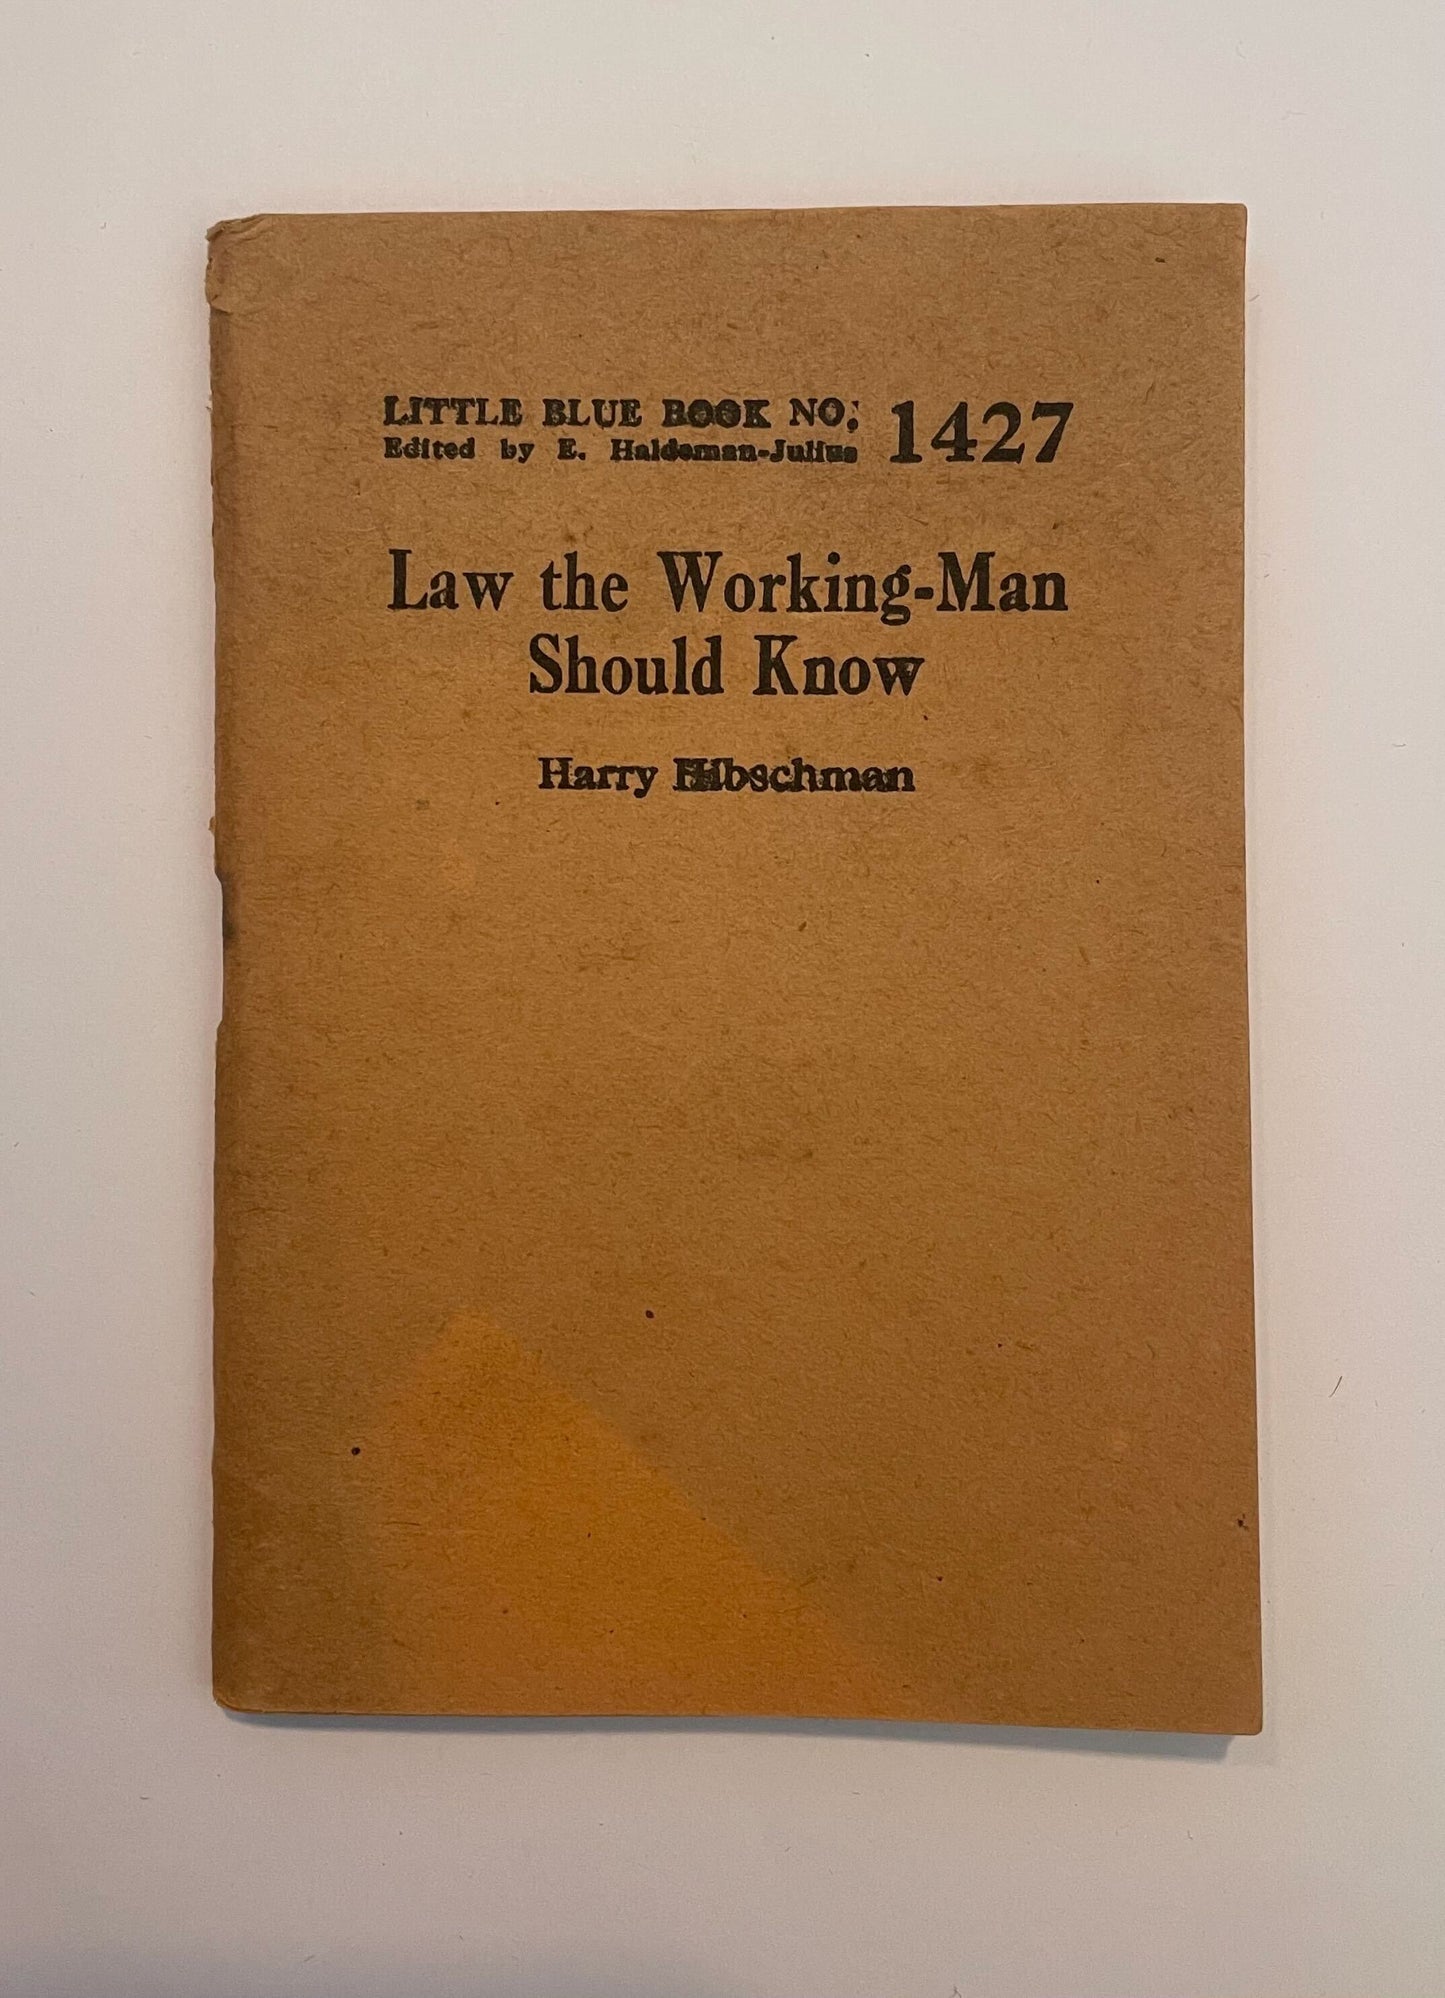 LITTLE BLUE BOOK NO. 1427
Edited by E. Haldeman-Julius
Law the Working-Man
Should Know
Harry Hibschman